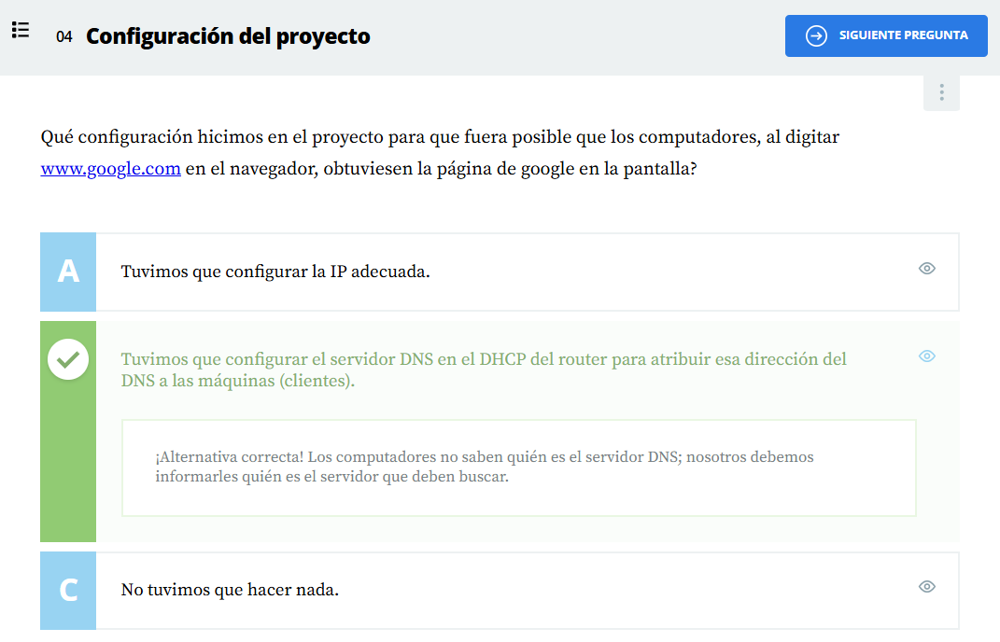 04 Configuración del proyecto
SIGUIENTE PREGUNTA
Qué configuración hicimos en el proyecto para que fuera posible que los computadores, al digitar
www.google.com en el navegador, obtuviesen la página de google en la pantalla?
A
Tuvimos que configurar la IP adecuada.
Tuvimos que configurar el servidor DNS en el DHCP del router para atribuir esa dirección del
DNS a las máquinas (clientes).
¡Alternativa correcta! Los computadores no saben quién es el servidor DNS; nosotros debemos
informarles quién es el servidor que deben buscar.
C
No tuvimos que hacer nada.